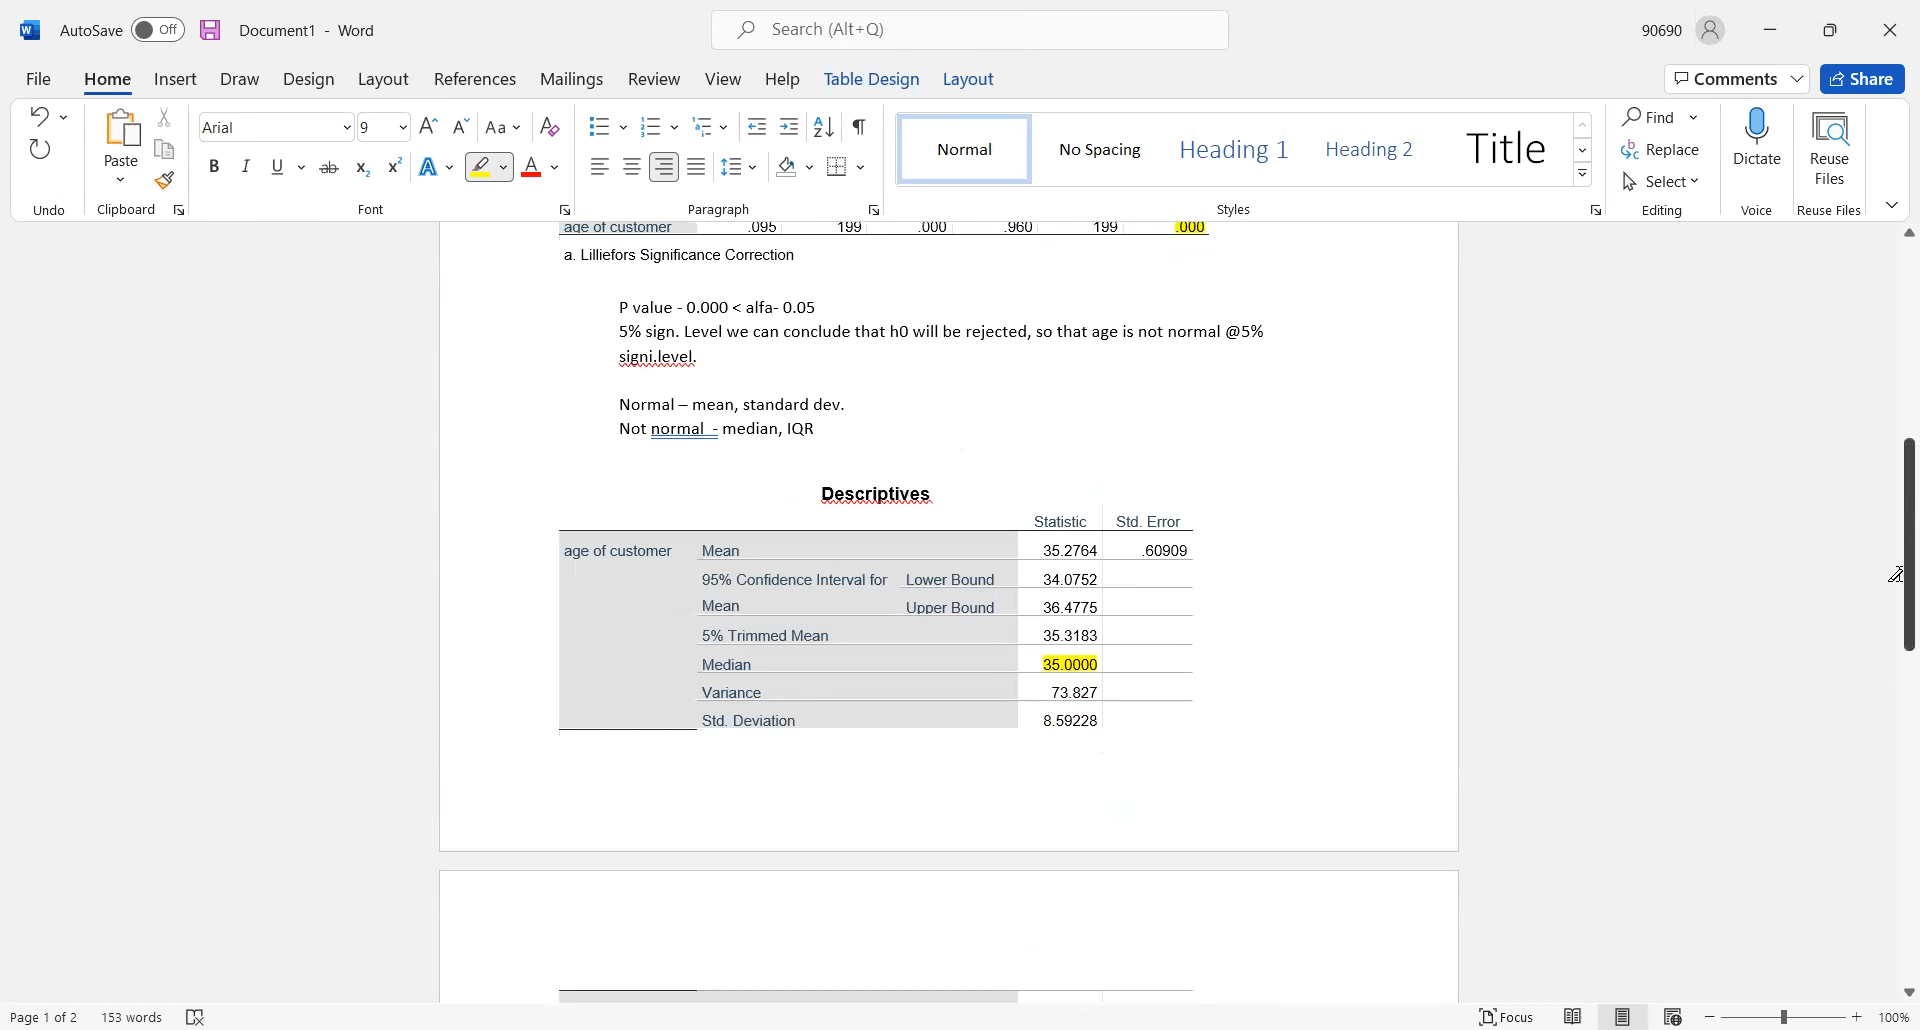 AutoSave Off Document1 - Word Search (Alt+Q) 90690
File Home Insert Draw Design Layout References Mailings Review View Help Table Design Layout Comments Share
Arial 9 Aa
Paste
Normal No Spacing Heading 1 Heading 2 Title
Find
Replace
Select
Dictate
Reuse
Files
Undo Clipboard Font Paragraph Styles Editing Voice Reuse Files
age of customer .095 199 .000 .960 199 .000
a. Lilliefors Significance Correction
P value - 0.000 < alfa- 0.05
5% sign. Level we can conclude that h0 will be rejected, so that age is not normal @5%
signi.level.
Normal – mean, standard dev.
Not normal - median, IQR
Descriptives
Statistic Std. Error
age of customer Mean 35.2764 .60909
95% Confidence Interval for Lower Bound 34.0752
Mean Upper Bound 36.4775
5% Trimmed Mean 35.3183
Median 35.0000
Variance 73.827
Std. Deviation 8.59228
Page 1 of 2 153 words Focus 100%